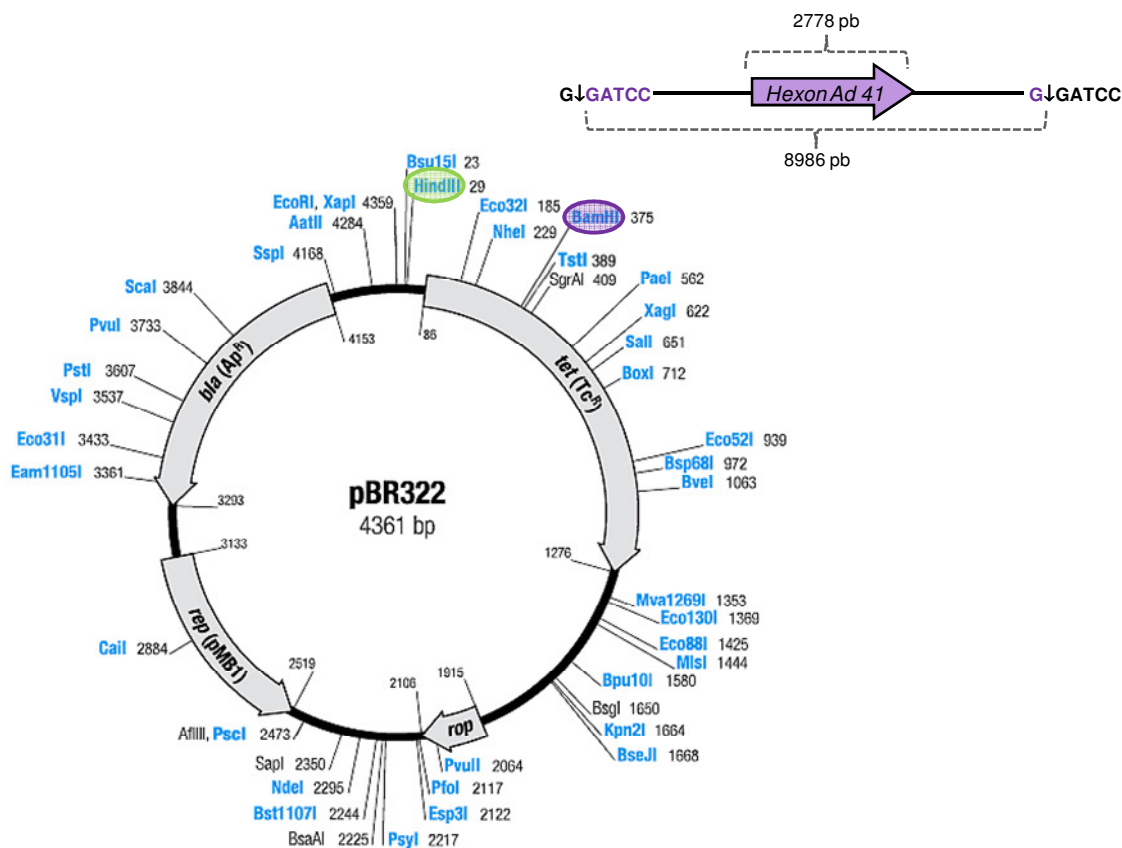 2778 pb
G↓GATCC
Hexon Ad 41
G↓GATCC
8986 pb
Bsu15I 23
HindIII 29
EcoRI, XapI 4359
AatII 4284
SspI 4168
Eco32I 185
NheI 229
BamHI 375
TstI 389
SgrAI 409
PaeI 562
XagI 622
SalI 651
BoxI 712
ScaI 3844
PvuI 3733
PstI 3607
VspI 3537
Eco31I 3433
Eam1105I 3361
4153
86
bla (ApR)
tet (TcR)
Eco52I 939
Bsp68I 972
BveI 1063
pBR322
4361 bp
3293
3133
1276
Mva1269I 1353
Eco130I 1369
Eco88I 1425
MlsI 1444
Bpu10I 1580
BsgI 1650
Kpn2I 1664
BseJI 1668
CaiI 2884
rep (pMB1)
2519
2106
1915
rop
AflIII, PscI 2473
SapI 2350
NdeI 2295
Bst1107I 2244
BsaAI 2225
PvuII 2064
PfoI 2117
Esp3I 2122
PsyI 2217